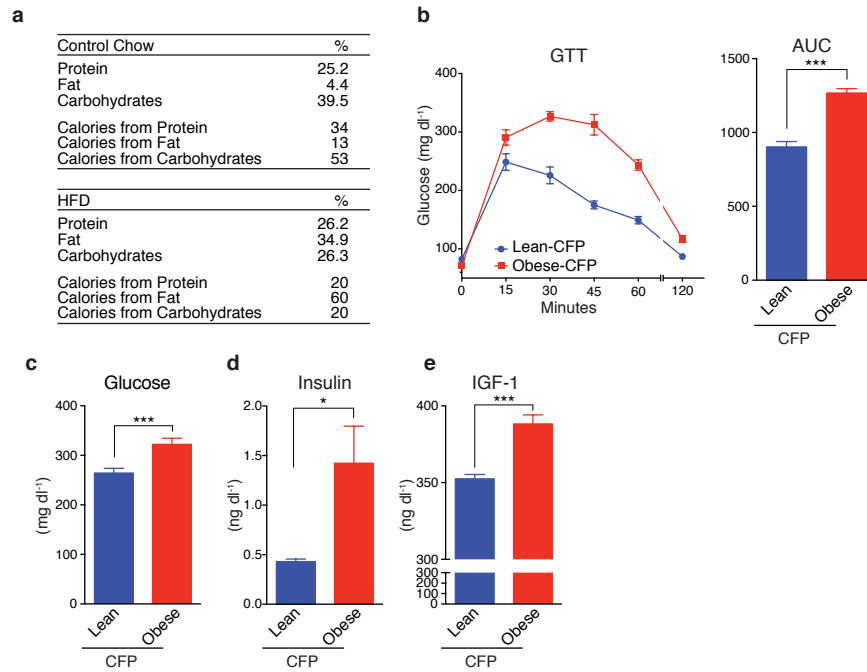 a
Control Chow %
Protein 25.2
Fat 4.4
Carbohydrates 39.5
Calories from Protein 34
Calories from Fat 13
Calories from Carbohydrates 53
HFD %
Protein 26.2
Fat 34.9
Carbohydrates 26.3
Calories from Protein 20
Calories from Fat 60
Calories from Carbohydrates 20
b
GTT
Glucose (mg dl⁻¹)
400
300
200
100
Lean-CFP
Obese-CFP
0 15 30 45 60 120
Minutes
AUC
***
1500
1000
500
0
Lean Obese
CFP
c
Glucose
***
(mg dl⁻¹)
400
300
200
100
0
Lean Obese
CFP
d
Insulin
*
(ng dl⁻¹)
2.0
1.5
1.0
0.5
0.0
Lean Obese
CFP
e
IGF-1
***
(ng dl⁻¹)
400
350
300
300
200
100
0
Lean Obese
CFP